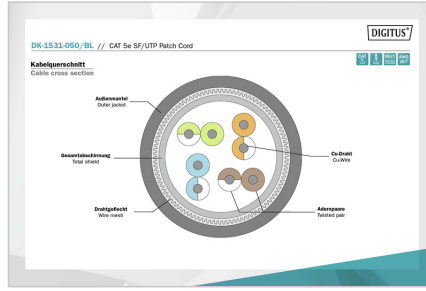 DIGITUS®
DK-1531-050/BL // CAT 5e SF/UTP Patch Cord
Kabelquerschnitt
Cable cross section
Außenmantel
Outer jacket
Gesamtabschirmung
Total shield
Drahtgeflecht
Wire mesh
Cu-Draht
Cu-Wire
Adernpaare
Twisted pair